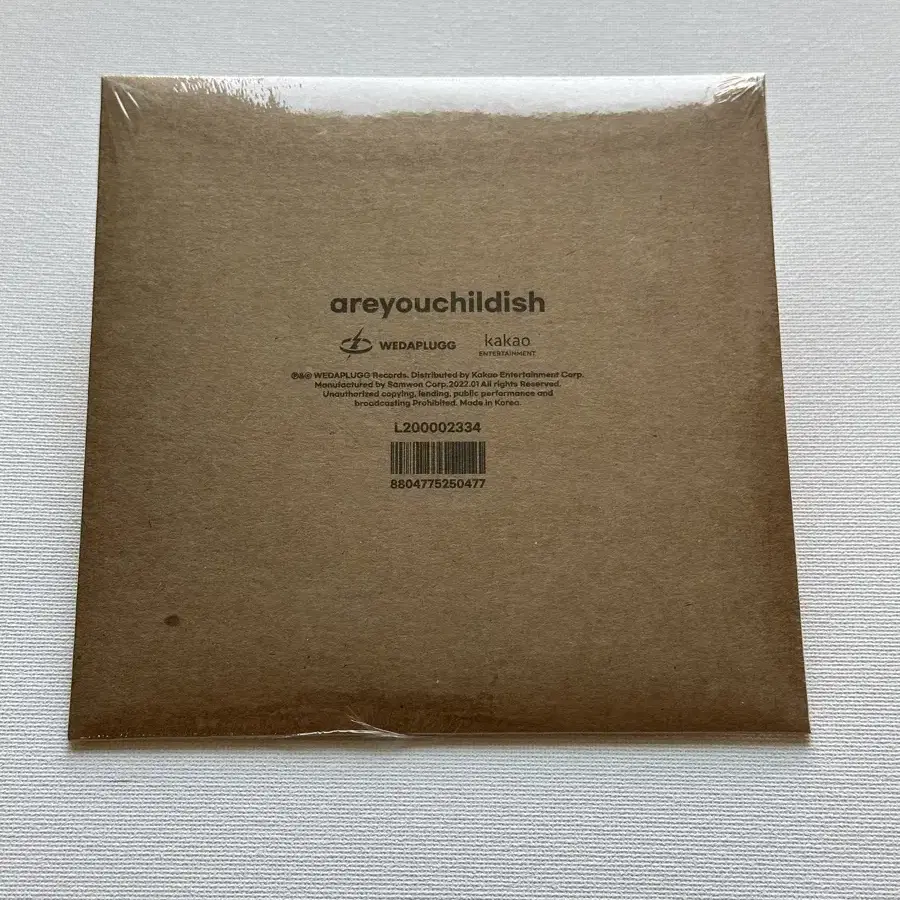 areyouchildish
WEDAPLUGG kakao
ENTERTAINMENT
℗&© WEDAPLUGG Records. Distributed by Kakao Entertainment Corp.
Manufactured by Samwon Corp.2022.01 All rights Reserved.
Unauthorized copying, lending, public performance and
broadcasting Prohibited. Made in Korea.
L200002334
8804775250477